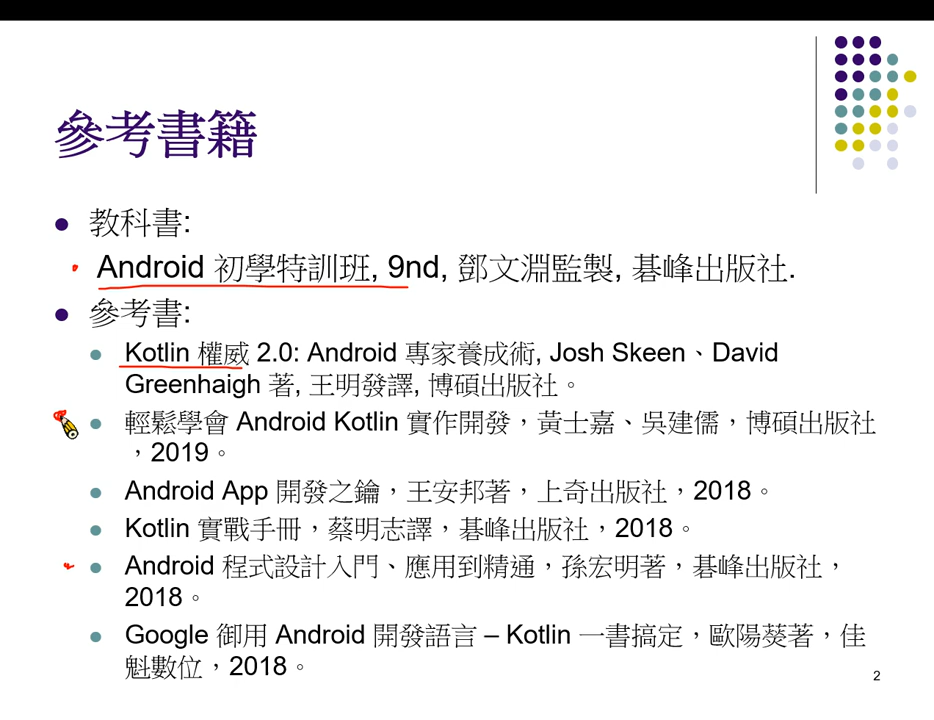 參考書籍
教科書:
Android 初學特訓班, 9nd, 鄧文淵監製, 碁峰出版社.
參考書:
Kotlin 權威 2.0: Android 專家養成術, Josh Skeen、David
Greenhaigh 著, 王明發譯, 博碩出版社。
輕鬆學會 Android Kotlin 實作開發，黃士嘉、吳建儒，博碩出版社
，2019。
Android App 開發之鑰，王安邦著，上奇出版社，2018。
Kotlin 實戰手冊，蔡明志譯，碁峰出版社，2018。
Android 程式設計入門、應用到精通，孫宏明著，碁峰出版社，
2018。
Google 御用 Android 開發語言 – Kotlin 一書搞定，歐陽燊著，佳
魁數位，2018。
2